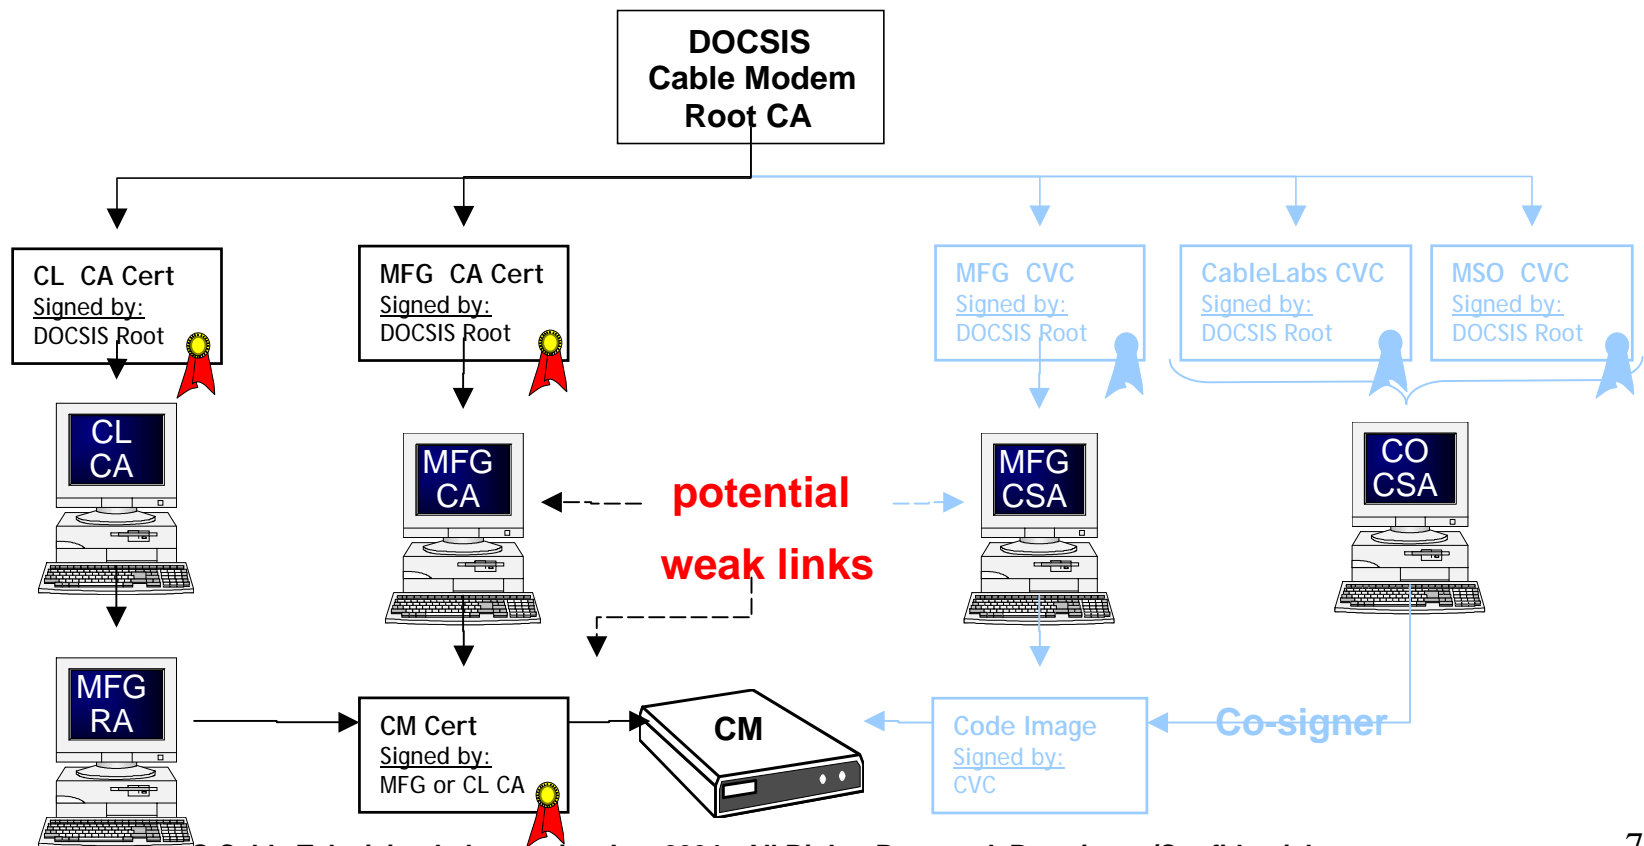 DOCSIS
Cable Modem
Root CA
CL CA Cert
Signed by:
DOCSIS Root
MFG CA Cert
Signed by:
DOCSIS Root
MFG CVC
Signed by:
DOCSIS Root
CableLabs CVC
Signed by:
DOCSIS Root
MSO CVC
Signed by:
DOCSIS Root
CL
CA
MFG
CA
potential
weak links
MFG
CSA
CO
CSA
MFG
RA
CM Cert
Signed by:
MFG or CL CA
CM
Code Image
Signed by:
CVC
Co-signer
7